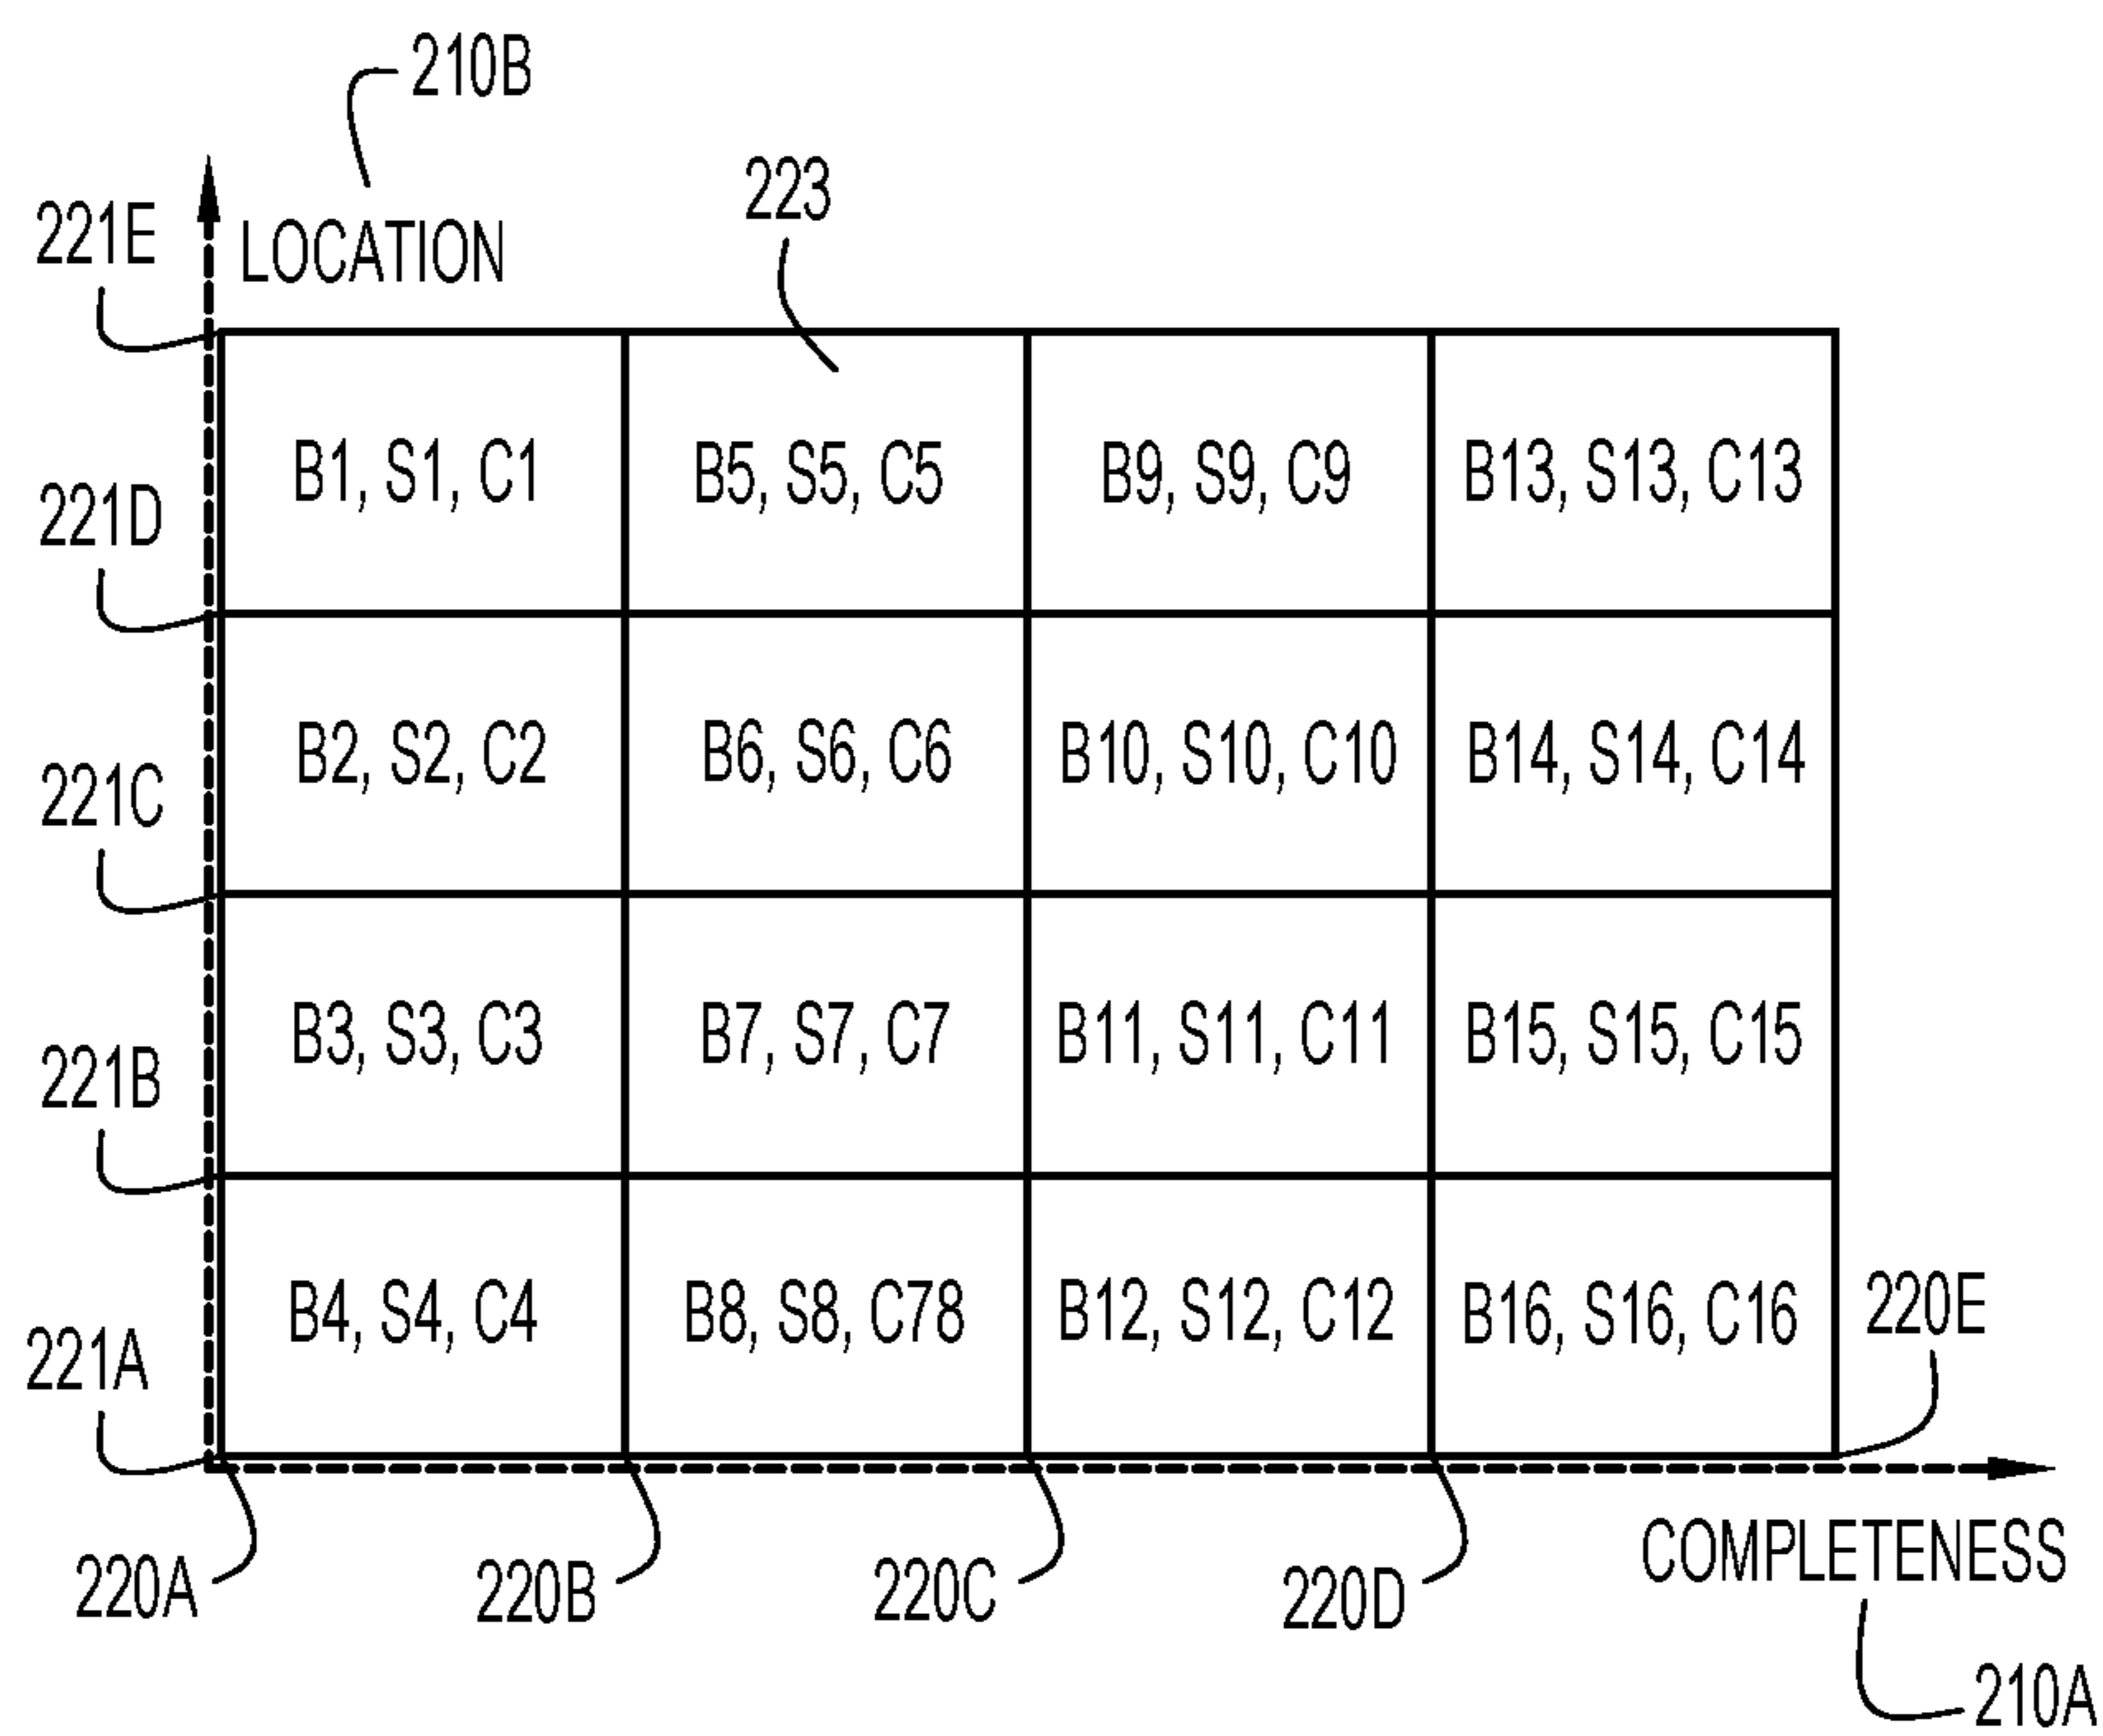 210B
223
221E
LOCATION
B1, S1, C1
B5, S5, C5
B9, S9, C9
B13, S13, C13
221D
B2, S2, C2
B6, S6, C6
B10, S10, C10
B14, S14, C14
221C
B3, S3, C3
B7, S7, C7
B11, S11, C11
B15, S15, C15
221B
B4, S4, C4
B8, S8, C78
B12, S12, C12
B16, S16, C16
220E
221A
COMPLETENESS
220A
220B
220C
220D
210A